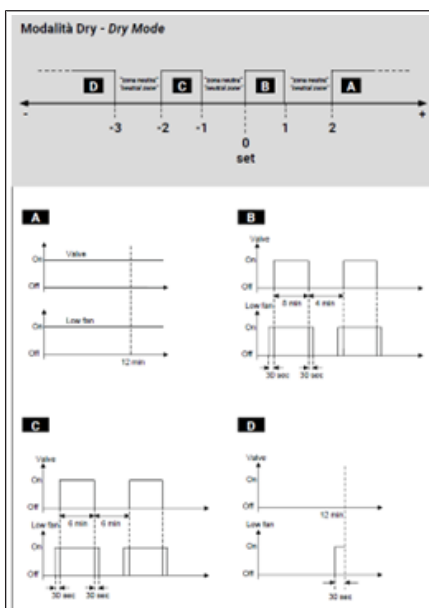 Modalità Dry - Dry Mode
D "zona neutra" C "zona neutra" B "zona neutra" A
"neutral zone" "neutral zone" "neutral zone"
- +
-3 -2 -1 0 1 2
set
A
Valve
On
Off
Low fan
On
Off
12 min
B
Valve
On
Off
8 min 4 min
Low fan
On
Off
30 sec 30 sec
C
Valve
On
Off
6 min 6 min
Low fan
On
Off
30 sec 30 sec
D
Valve
On
Off
12 min
Low fan
On
Off
30 sec